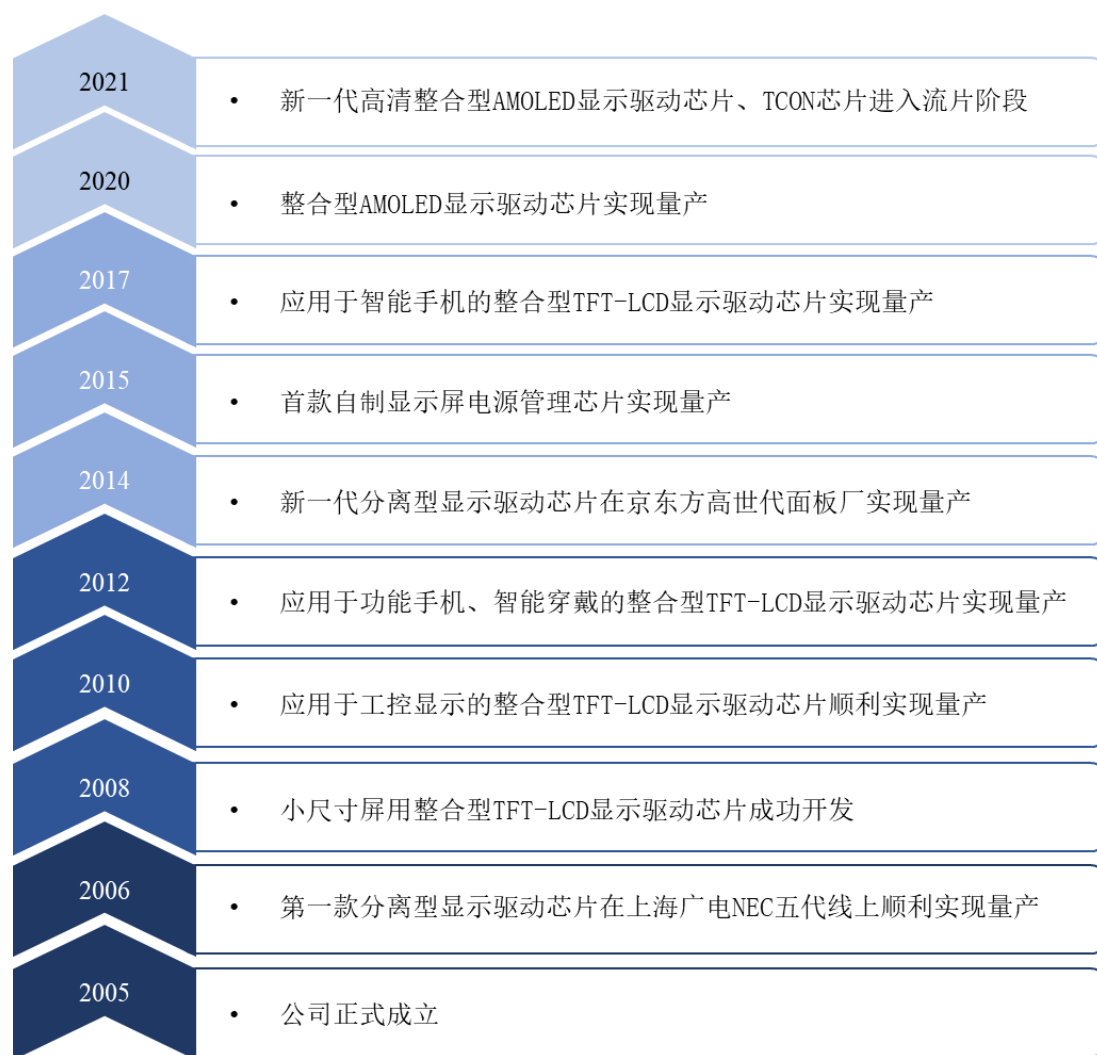 2021
• 新一代高清整合型AMOLED显示驱动芯片、TCON芯片进入流片阶段
2020
• 整合型AMOLED显示驱动芯片实现量产
2017
• 应用于智能手机的整合型TFT-LCD显示驱动芯片实现量产
2015
• 首款自制显示屏电源管理芯片实现量产
2014
• 新一代分离型显示驱动芯片在京东方高世代面板厂实现量产
2012
• 应用于功能手机、智能穿戴的整合型TFT-LCD显示驱动芯片实现量产
2010
• 应用于工控显示的整合型TFT-LCD显示驱动芯片顺利实现量产
2008
• 小尺寸屏用整合型TFT-LCD显示驱动芯片成功开发
2006
• 第一款分离型显示驱动芯片在上海广电NEC五代线上顺利实现量产
2005
• 公司正式成立